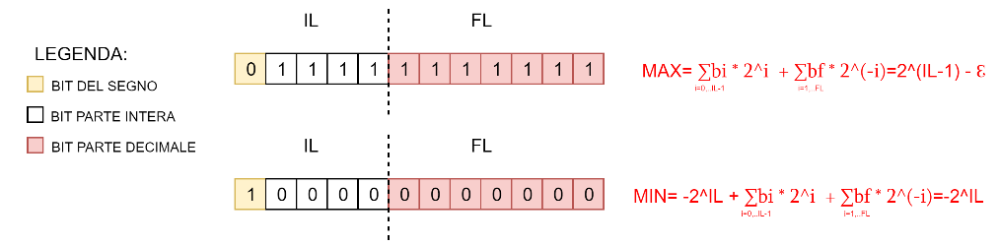 IL FL
LEGENDA:
0 1 1 1 1 1 1 1 1 1 1 1
MAX= ∑bi * 2^i + ∑bf * 2^(-i)=2^(IL-1) - ε
i=0,..IL-1 i=1,..FL
BIT DEL SEGNO
BIT PARTE INTERA
BIT PARTE DECIMALE
IL FL
1 0 0 0 0 0 0 0 0 0 0 0
MIN= -2^IL + ∑bi * 2^i + ∑bf * 2^(-i)=-2^IL
i=0,..IL-1 i=1,..FL